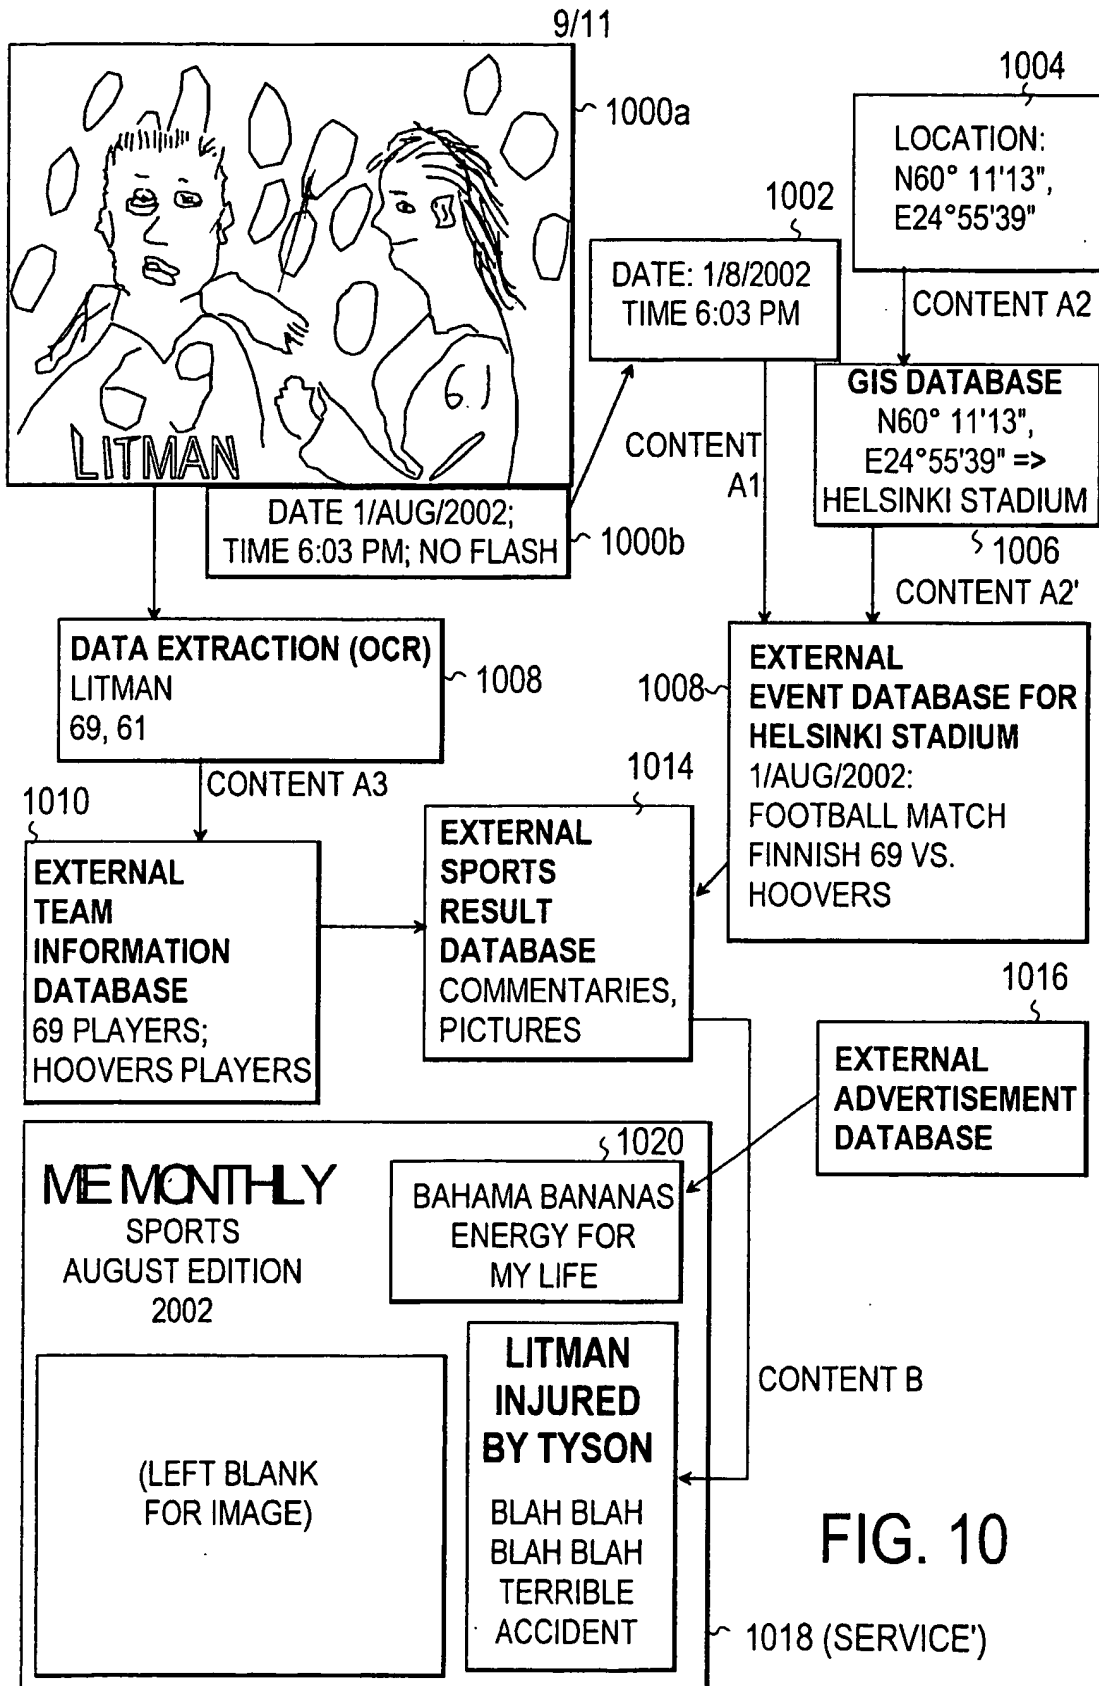 9/11
1000a
LITMAN
61
DATE 1/AUG/2002;
TIME 6:03 PM; NO FLASH
1000b
1002
DATE: 1/8/2002
TIME 6:03 PM
1004
LOCATION:
N60° 11'13",
E24°55'39"
CONTENT A2
CONTENT
A1
GIS DATABASE
N60° 11'13",
E24°55'39" =>
HELSINKI STADIUM
1006
CONTENT A2'
DATA EXTRACTION (OCR)
LITMAN
69, 61
1008
CONTENT A3
1008
EXTERNAL
EVENT DATABASE FOR
HELSINKI STADIUM
1/AUG/2002:
FOOTBALL MATCH
FINNISH 69 VS.
HOOVERS
1010
EXTERNAL
TEAM
INFORMATION
DATABASE
69 PLAYERS;
HOOVERS PLAYERS
1014
EXTERNAL
SPORTS
RESULT
DATABASE
COMMENTARIES,
PICTURES
1016
EXTERNAL
ADVERTISEMENT
DATABASE
ME MONTHLY
SPORTS
AUGUST EDITION
2002
1020
BAHAMA BANANAS
ENERGY FOR
MY LIFE
(LEFT BLANK
FOR IMAGE)
LITMAN
INJURED
BY TYSON
BLAH BLAH
BLAH BLAH
TERRIBLE
ACCIDENT
CONTENT B
1018 (SERVICE')
FIG. 10